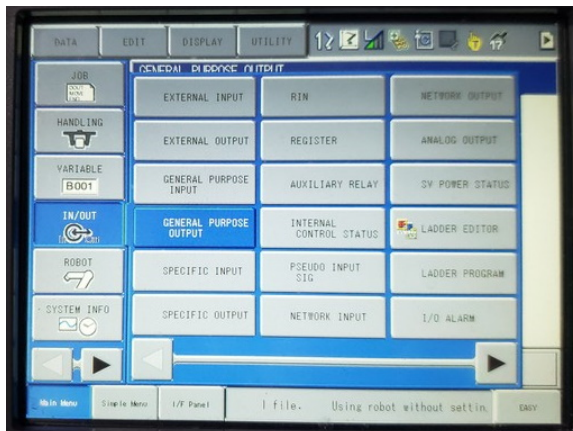 DATA EDIT DISPLAY UTILITY
JOB
GENERAL PURPOSE OUTPUT
EXTERNAL INPUT RIN NETWORK OUTPUT
HANDLING
EXTERNAL OUTPUT REGISTER ANALOG OUTPUT
VARIABLE
B001
GENERAL PURPOSE
INPUT
AUXILIARY RELAY SV POWER STATUS
IN/OUT
GENERAL PURPOSE
OUTPUT
INTERNAL
CONTROL STATUS
LADDER EDITOR
ROBOT
SPECIFIC INPUT
PSEUDO INPUT
SIG
LADDER PROGRAM
SYSTEM INFO
SPECIFIC OUTPUT NETWORK INPUT I/O ALARM
Main Menu Simple Menu I/F Panel file. Using robot without settin. EASY